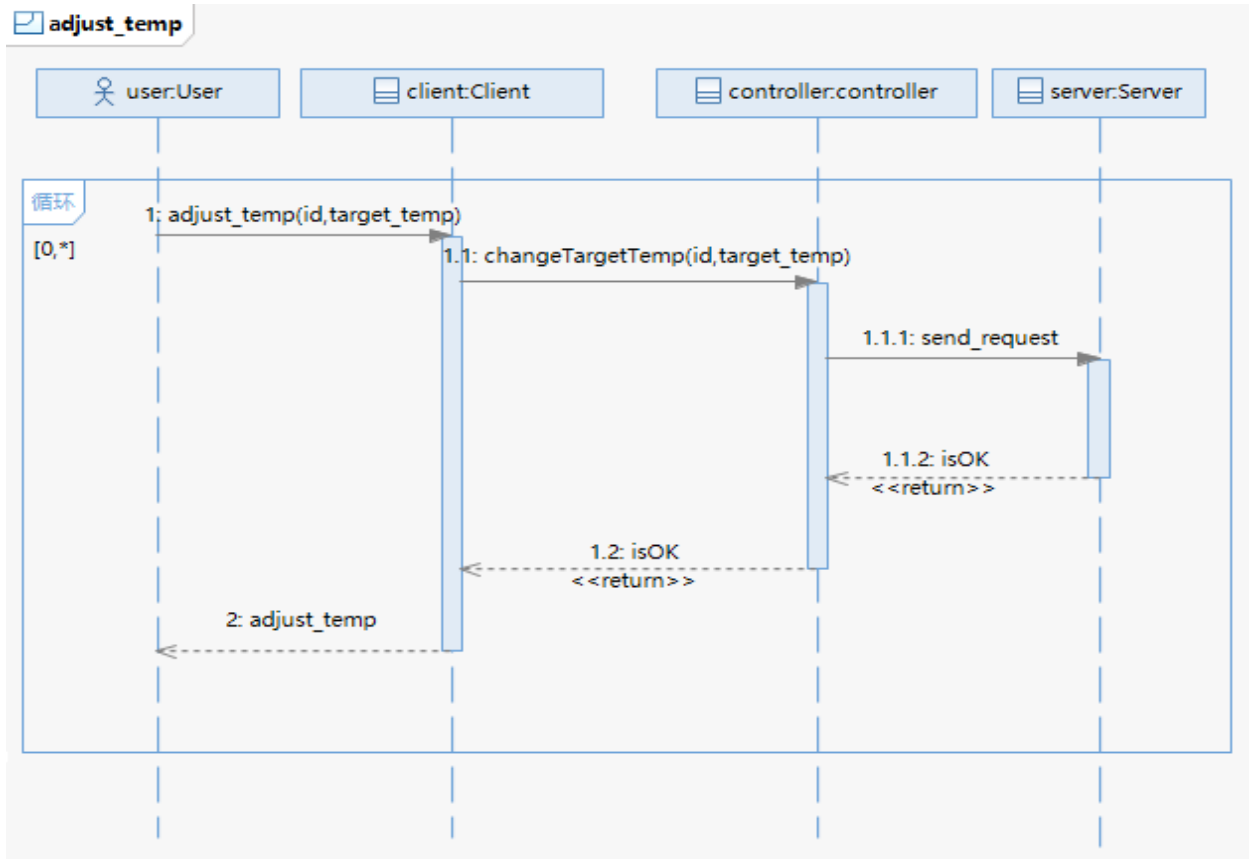 adjust_temp
user:User
client:Client
controller:controller
server:Server
循环
[0,*]
1: adjust_temp(id,target_temp)
1.1: changeTargetTemp(id,target_temp)
1.1.1: send_request
1.1.2: isOK
<<return>>
1.2: isOK
<<return>>
2: adjust_temp